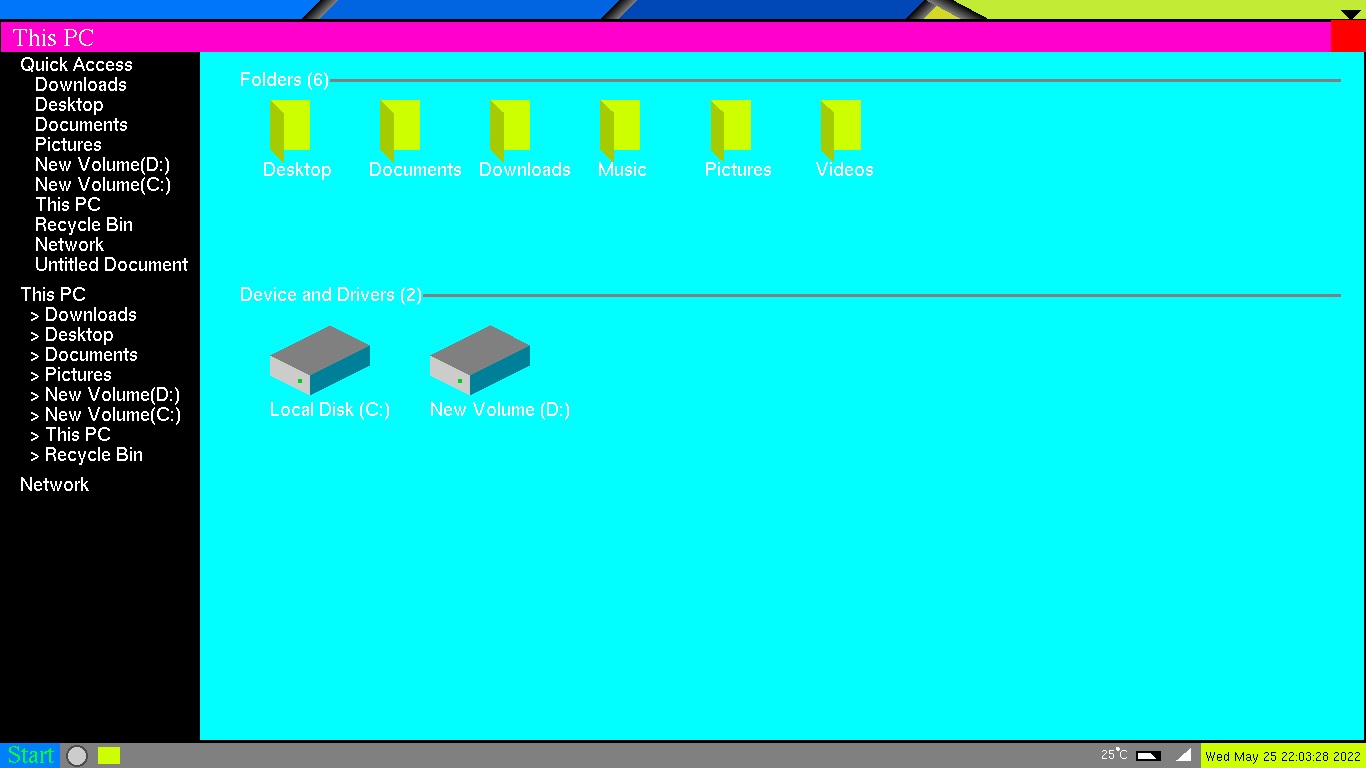 This PC
Quick Access
Downloads
Desktop
Documents
Pictures
New Volume(D:)
New Volume(C:)
This PC
Recycle Bin
Network
Untitled Document
This PC
> Downloads
> Desktop
> Documents
> Pictures
> New Volume(D:)
> New Volume(C:)
> This PC
> Recycle Bin
Network
Folders (6)
Desktop Documents Downloads Music Pictures Videos
Device and Drivers (2)
Local Disk (C:) New Volume (D:)
Start 25°C Wed May 25 22:03:28 2022